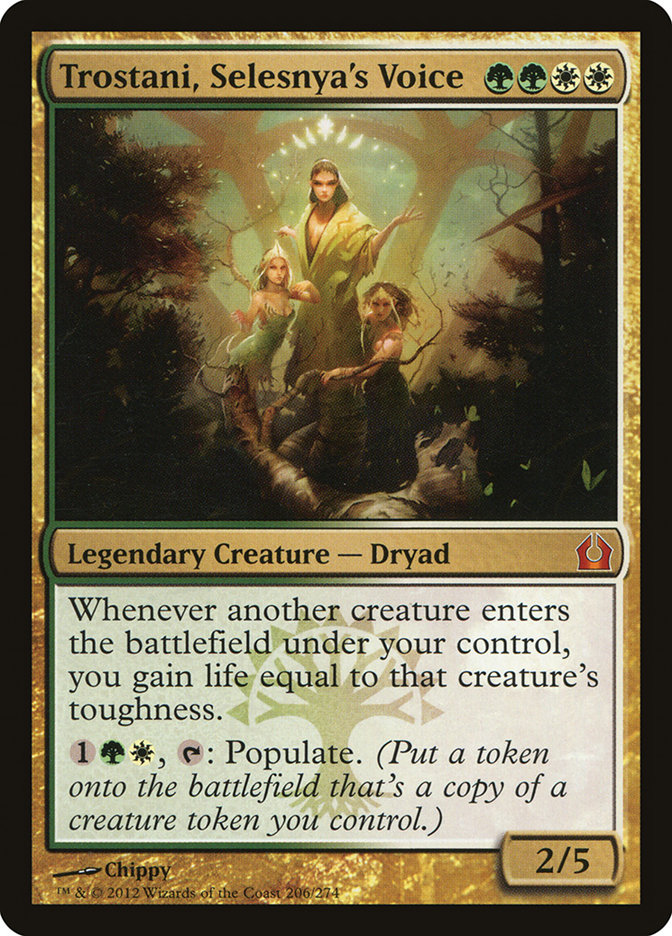 Trostani, Selesnya's Voice
Legendary Creature — Dryad
Whenever another creature enters
the battlefield under your control,
you gain life equal to that creature's
toughness.
1, : Populate. (Put a token
onto the battlefield that's a copy of a
creature token you control.)
2/5
Chippy
™ & © 2012 Wizards of the Coast 206/274